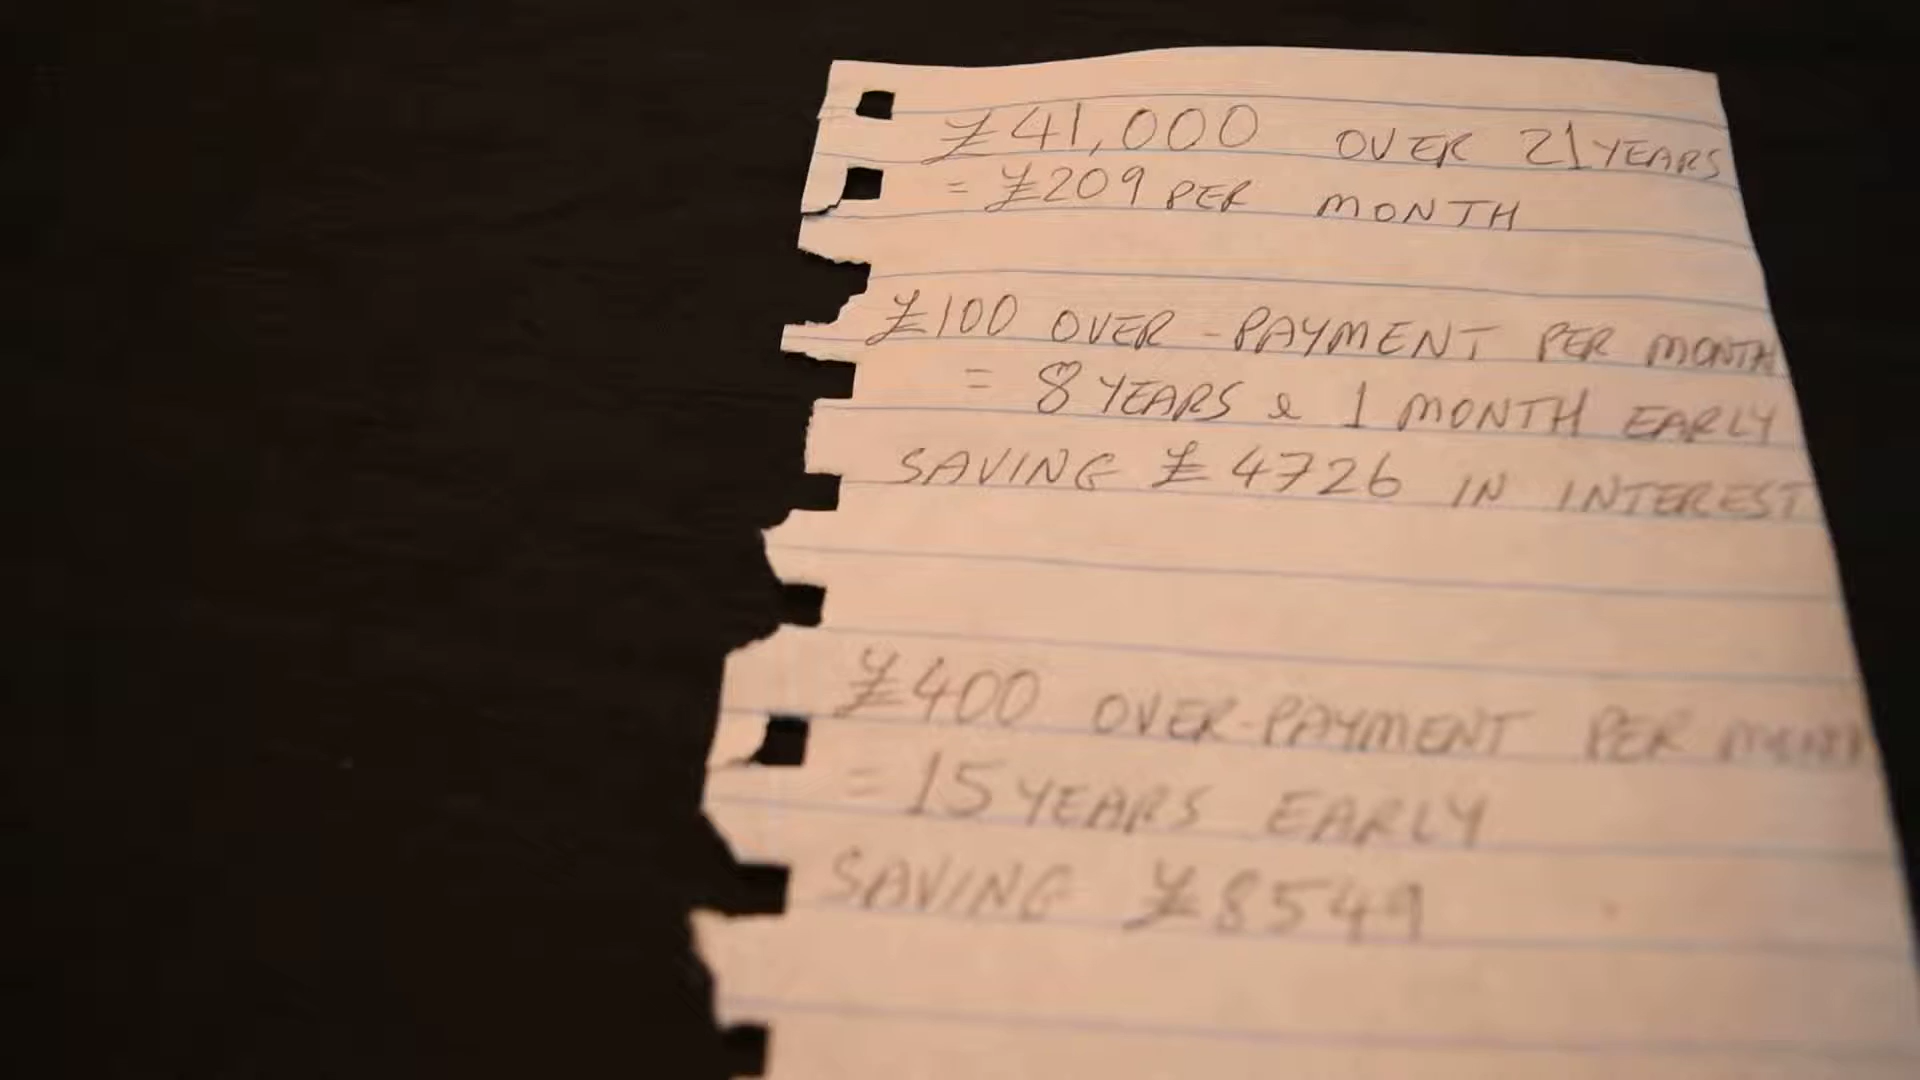 £41,000 OVER 21 YEARS
= £209 PER MONTH
£100 OVER-PAYMENT PER MONTH
= 8 YEARS & 1 MONTH EARLY
SAVING £4726 IN INTEREST
£400 OVER-PAYMENT PER MONTH
= 15 YEARS EARLY
SAVING £8549